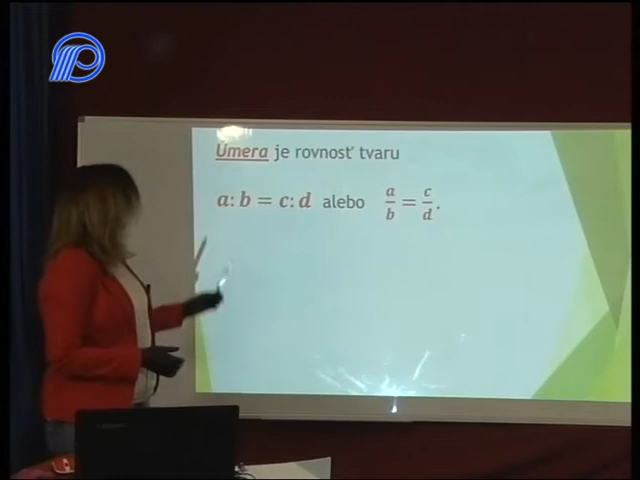 Úmera je rovnosť tvaru
a: b = c: d alebo a/b = c/d.